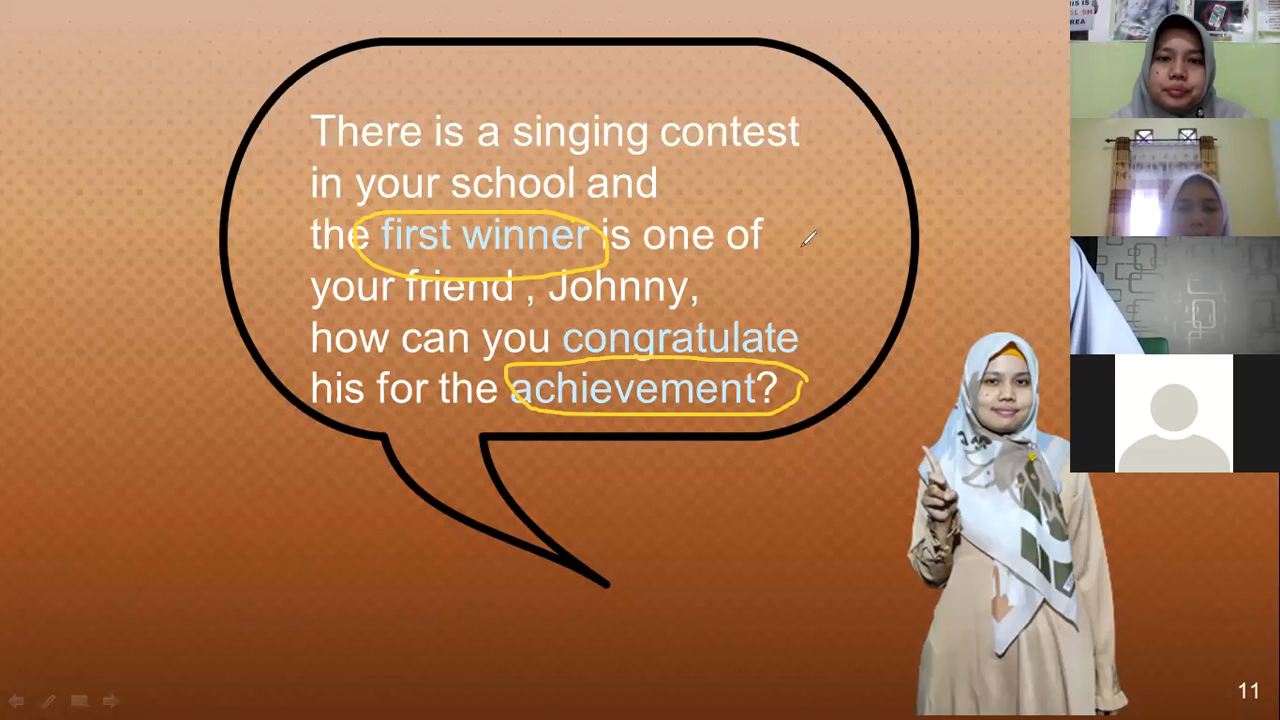 There is a singing contest
in your school and
the first winner is one of
your friend , Johnny,
how can you congratulate
his for the achievement?
11